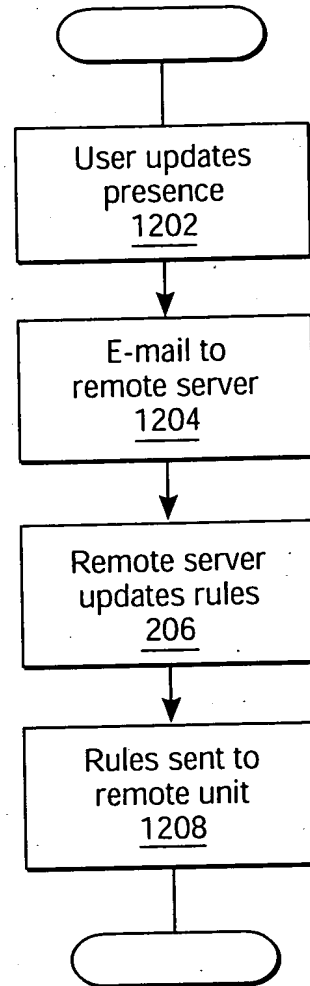 User updates
presence
1202
E-mail to
remote server
1204
Remote server
updates rules
206
Rules sent to
remote unit
1208